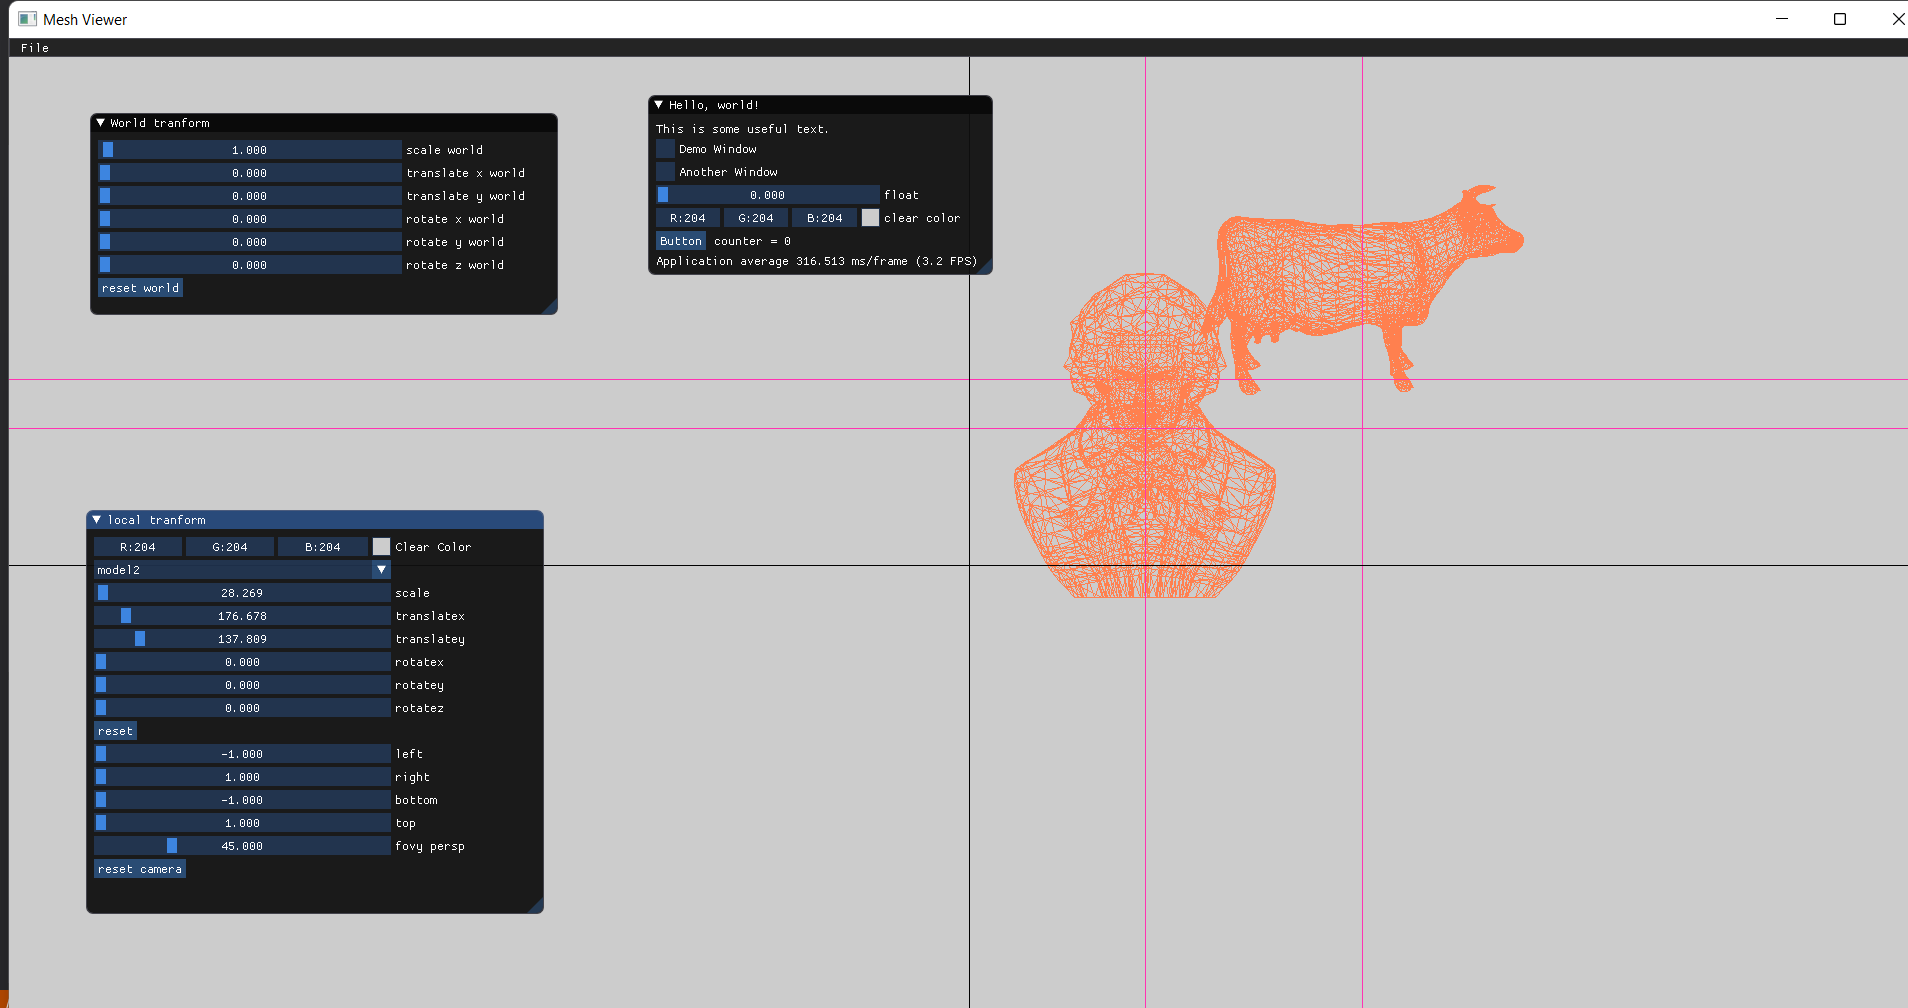 Mesh Viewer
File
World tranform
1.000 scale world
0.000 translate x world
0.000 translate y world
0.000 rotate x world
0.000 rotate y world
0.000 rotate z world
reset world
Hello, world!
This is some useful text.
Demo Window
Another Window
0.000 float
R:204 G:204 B:204 clear color
Button counter = 0
Application average 316.513 ms/frame (3.2 FPS)
local tranform
R:204 G:204 B:204 Clear Color
model2
28.269 scale
176.678 translatex
137.809 translatey
0.000 rotatex
0.000 rotatey
0.000 rotatez
reset
-1.000 left
1.000 right
-1.000 bottom
1.000 top
45.000 fovy persp
reset camera